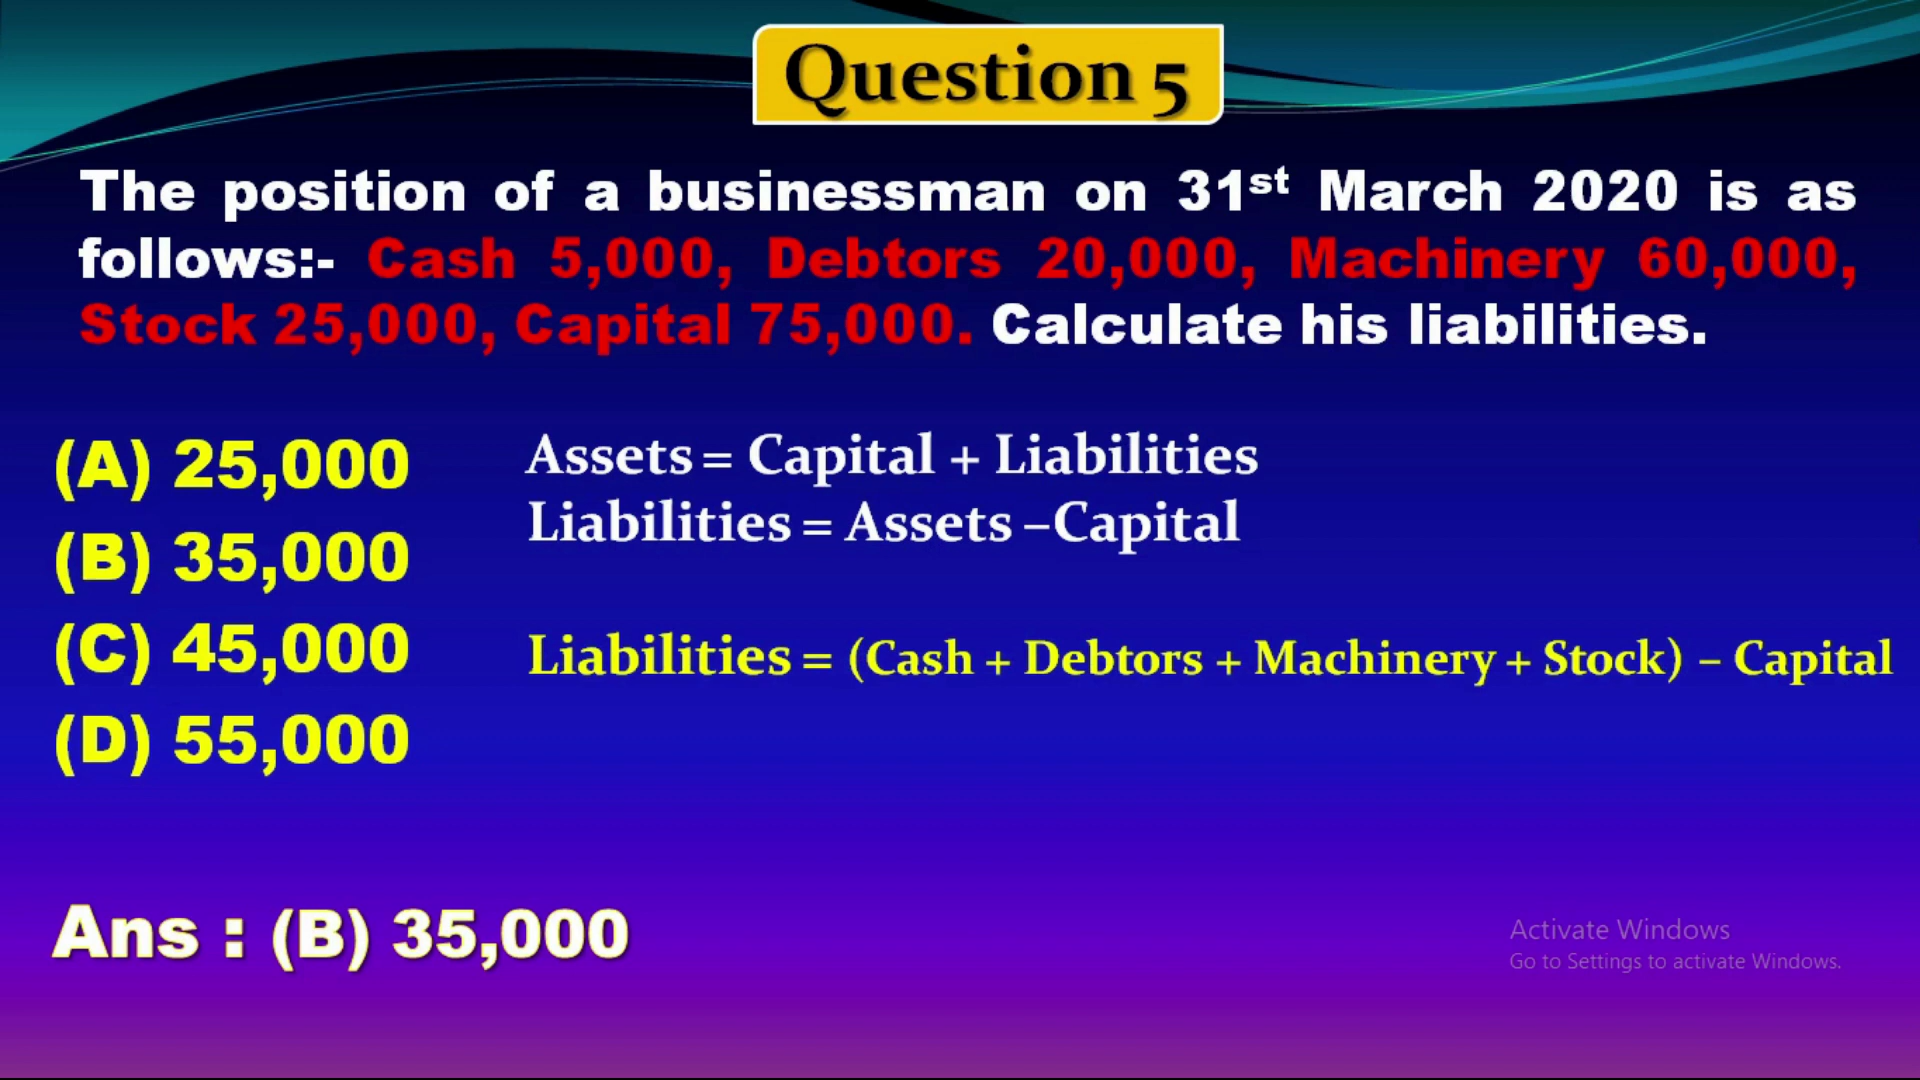 Question 5
The position of a businessman on 31st March 2020 is as
follows:- Cash 5,000, Debtors 20,000, Machinery 60,000,
Stock 25,000, Capital 75,000. Calculate his liabilities.
(A) 25,000
(B) 35,000
(C) 45,000
(D) 55,000
Assets = Capital + Liabilities
Liabilities = Assets –Capital
Liabilities = (Cash + Debtors + Machinery + Stock) – Capital
Ans : (B) 35,000
Activate Windows
Go to Settings to activate Windows.